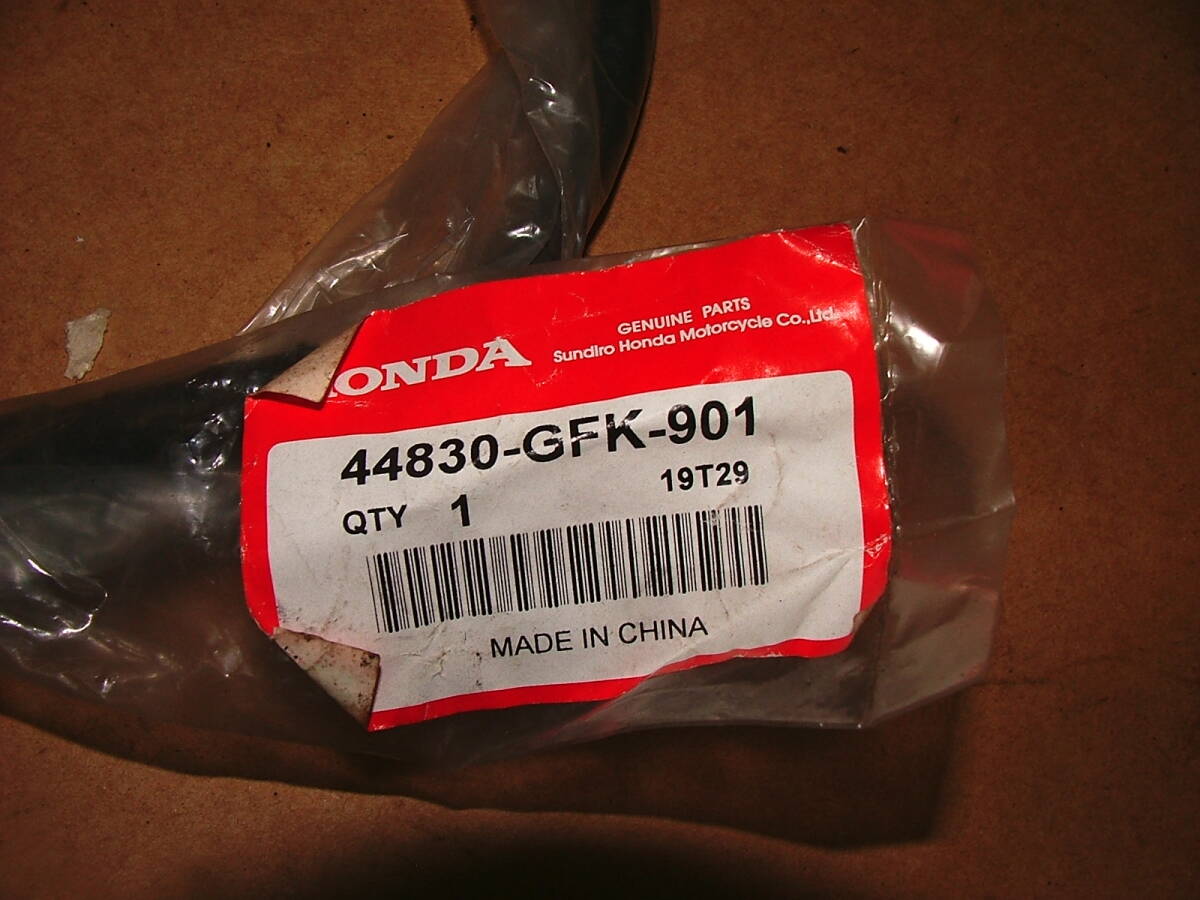 GENUINE PARTS
HONDA Sundiro Honda Motorcycle Co.,Ltd.
44830-GFK-901
19T29
QTY 1
MADE IN CHINA